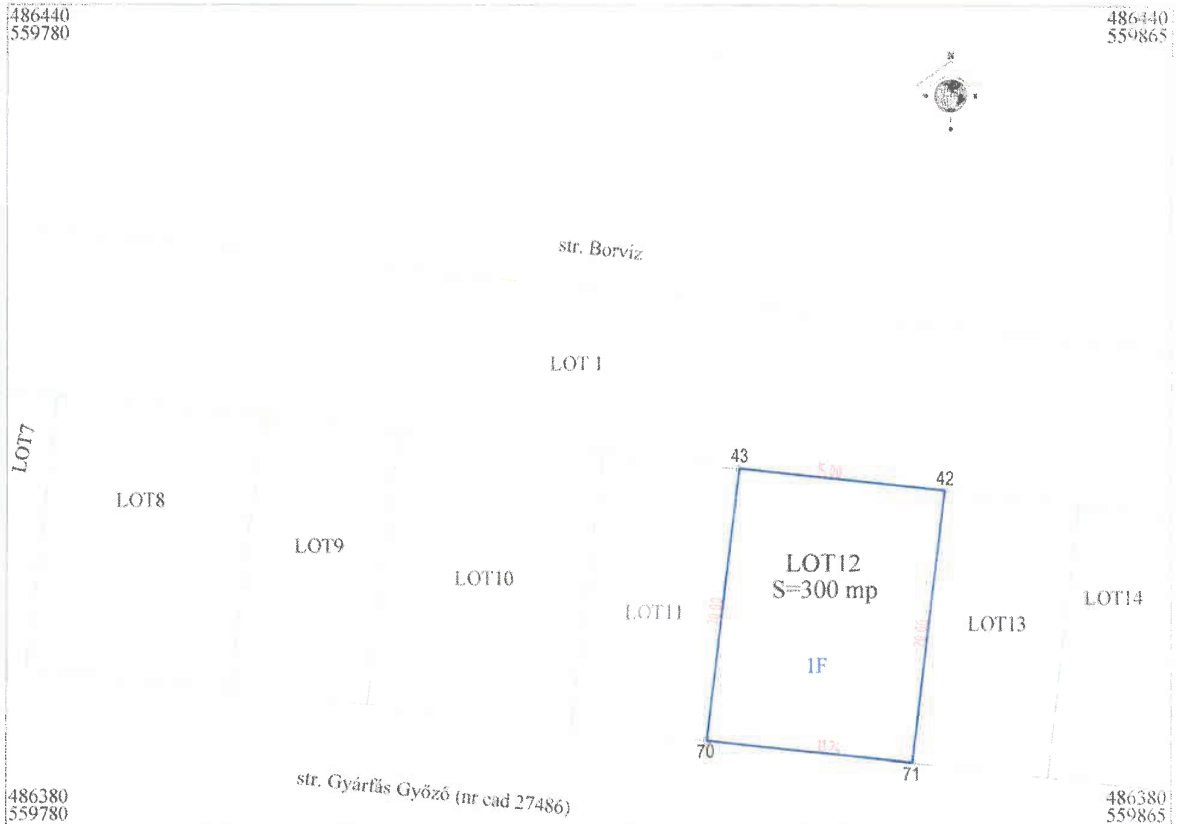 486440
559780
486440
559865
N
str. Borvíz
LOT 1
LOT7
LOT8
LOT9
LOT10
LOT11
43
42
LOT12
S=300 mp
1F
LOT13
LOT14
70
71
str. Gyárfás Győző (nr cad 27486)
486380
559780
486380
559865